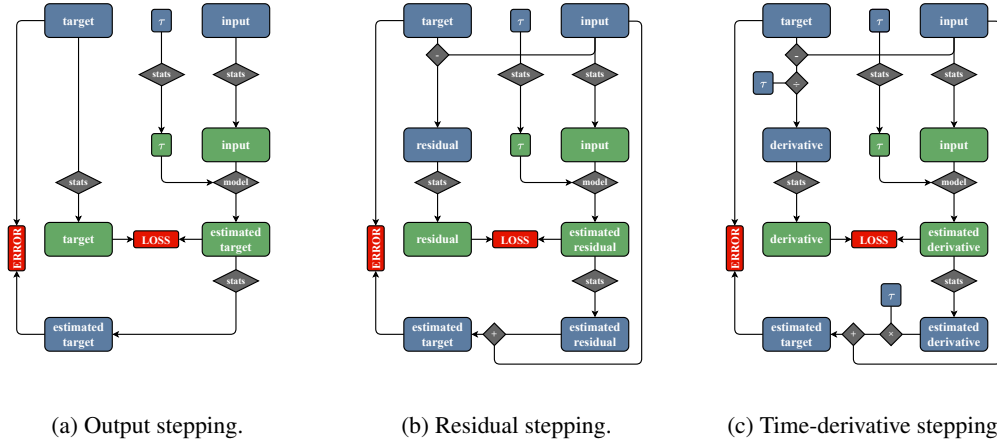 target
τ
input
stats
stats
stats
τ
input
model
target
LOSS
estimated
target
ERROR
stats
estimated
target
(a) Output stepping.
target
τ
input
-
stats
stats
residual
τ
input
stats
model
residual
LOSS
estimated
residual
ERROR
stats
estimated
target
+
estimated
residual
(b) Residual stepping.
target
τ
input
-
τ
÷
stats
stats
derivative
τ
input
stats
model
derivative
LOSS
estimated
derivative
ERROR
stats
τ
estimated
target
+
×
estimated
derivative
(c) Time-derivative stepping